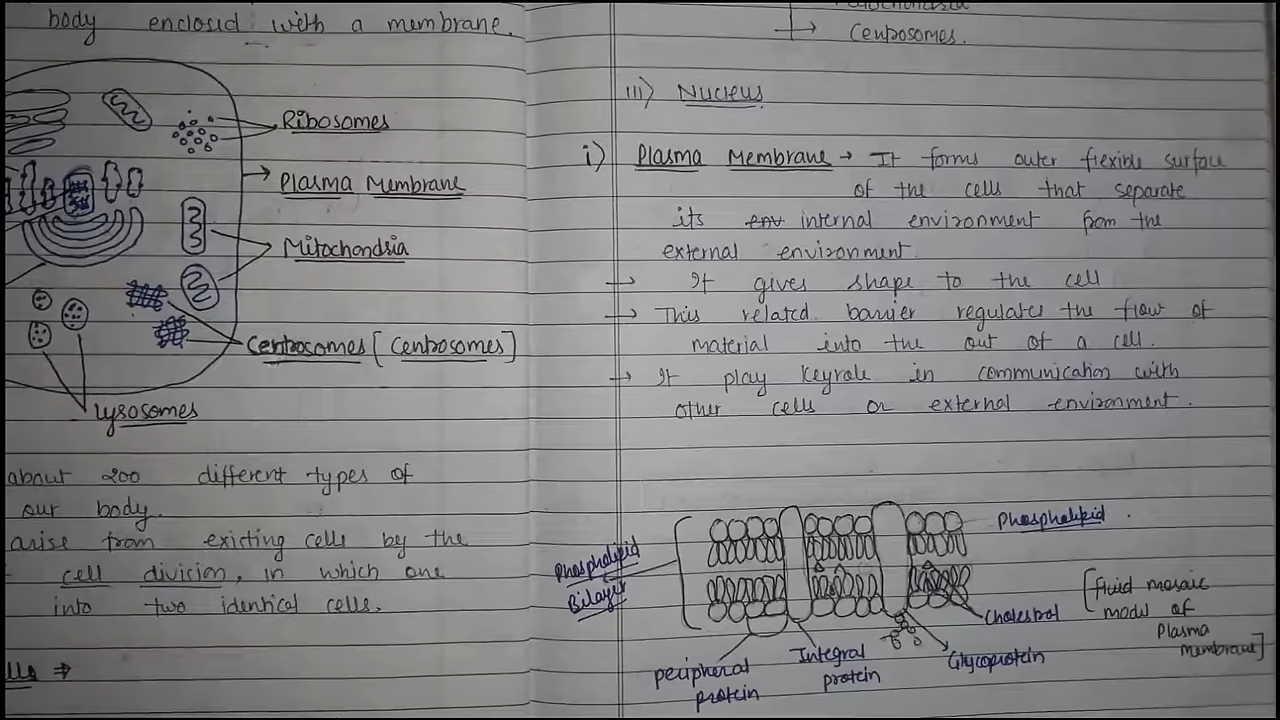 body enclosed with a membrane.
Ribosomes
Plasma Membrane
Mitochondria
Centrosomes [Centrosomes]
Lysosomes
about 200 different types of
our body.
arise from existing cells by the
cell division, in which one
into two identical cells.
⇒
→ Centrosomes.
iii) Nucleus
i) Plasma Membrane → It forms outer flexible surface
of the cells that separate
its env internal environment from the
external environment.
→ It gives shape to the cell
→ This related barrier regulates the flow of
material into the out of a cell.
→ It play keyrole in communication with
other cells or external environment.
Phospholipid
Phospholipid
Bilayer
Cholestrol
[fluid mosaic
model of
Plasma
membrane]
Glycoprotein
Integral
protein
peripheral
protein